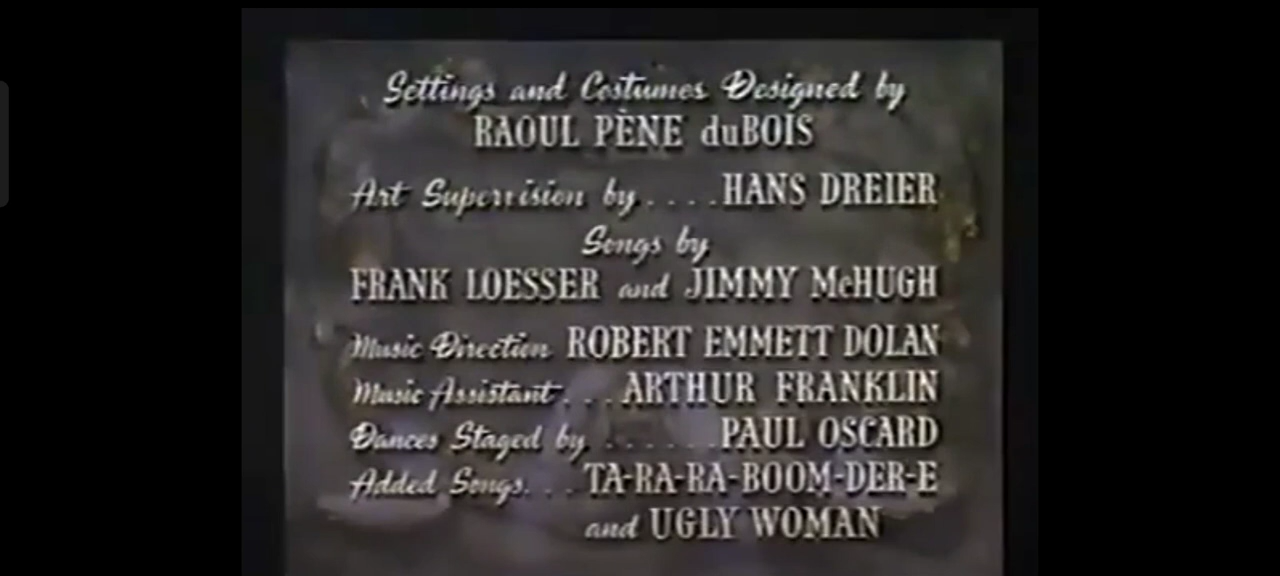 Settings and Costumes Designed by
RAOUL PÈNE duBOIS
Art Supervision by....HANS DREIER
Songs by
FRANK LOESSER and JIMMY McHUGH
Music Direction ROBERT EMMETT DOLAN
Music Assistant....ARTHUR FRANKLIN
Dances Staged by.......PAUL OSCARD
Added Songs....TA-RA-RA-BOOM-DER-E
and UGLY WOMAN